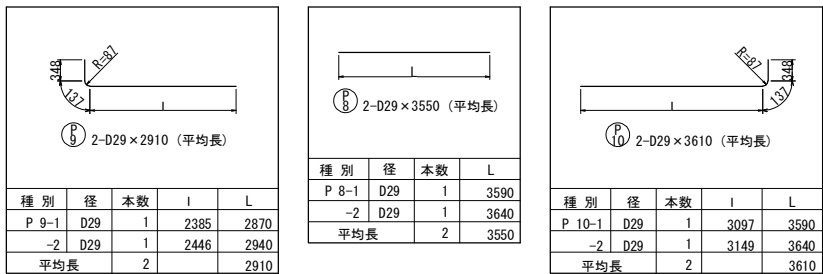 R=87
348
137
l
P
9
2-D29×2910 (平均長)
種 別 径 本数 l L
P 9-1 D29 1 2385 2870
-2 D29 1 2446 2940
平均長 2 2910
L
P
8
2-D29×3550 (平均長)
種 別 径 本数 L
P 8-1 D29 1 3590
-2 D29 1 3640
平均長 2 3550
R=87
348
137
l
P
10
2-D29×3610 (平均長)
種 別 径 本数 l L
P 10-1 D29 1 3097 3590
-2 D29 1 3149 3640
平均長 2 3610